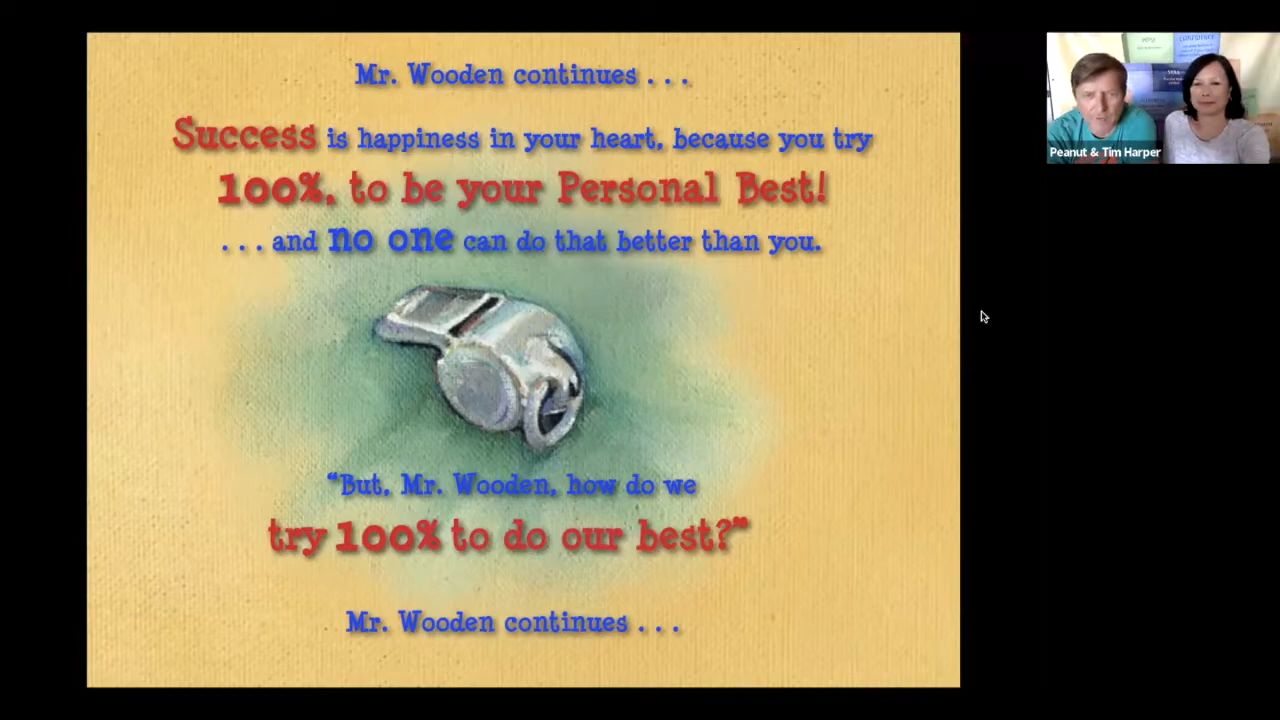 Mr. Wooden continues . . .
Success is happiness in your heart, because you try
100%, to be your Personal Best!
. . . and no one can do that better than you.
"But, Mr. Wooden, how do we
try 100% to do our best?"
Mr. Wooden continues . . .
Peanut & Tim Harper